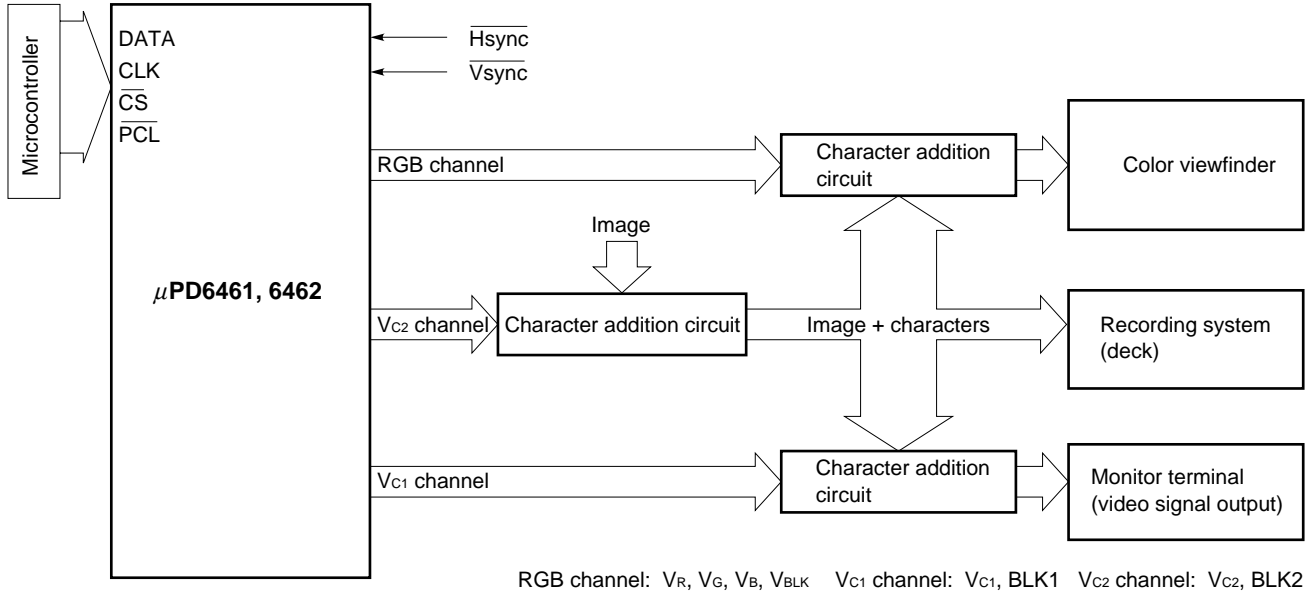 Microcontroller
DATA
CLK
CS
PCL
Hsync
Vsync
μPD6461, 6462
RGB channel
Character addition
circuit
Color viewfinder
Image
VC2 channel
Character addition circuit
Image + characters
Recording system
(deck)
VC1 channel
Character addition
circuit
Monitor terminal
(video signal output)
RGB channel: VR, VG, VB, VBLK VC1 channel: VC1, BLK1 VC2 channel: VC2, BLK2